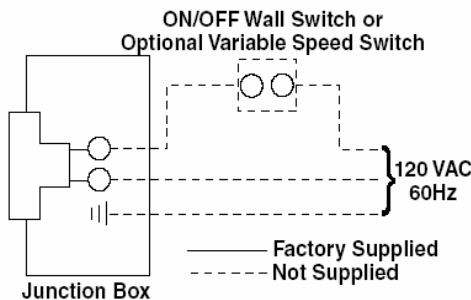 ON/OFF Wall Switch or
Optional Variable Speed Switch
120 VAC
60Hz
Factory Supplied
Not Supplied
Junction Box